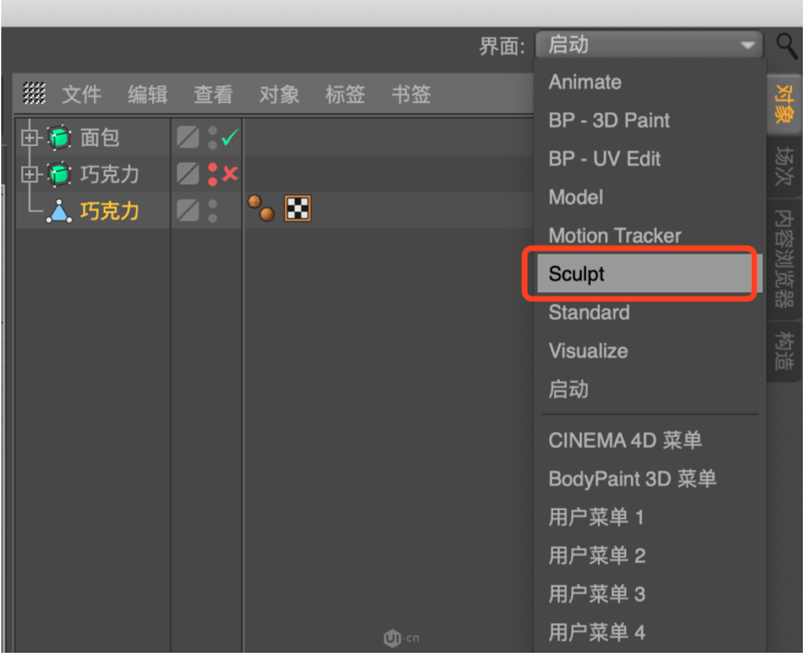 界面: 启动
文件 编辑 查看 对象 标签 书签
面包
巧克力
巧克力
Animate
BP - 3D Paint
BP - UV Edit
Model
Motion Tracker
Sculpt
Standard
Visualize
启动
CINEMA 4D 菜单
BodyPaint 3D 菜单
用户菜单 1
用户菜单 2
用户菜单 3
用户菜单 4
对象
场次
内容浏览器
构造
UI·cn